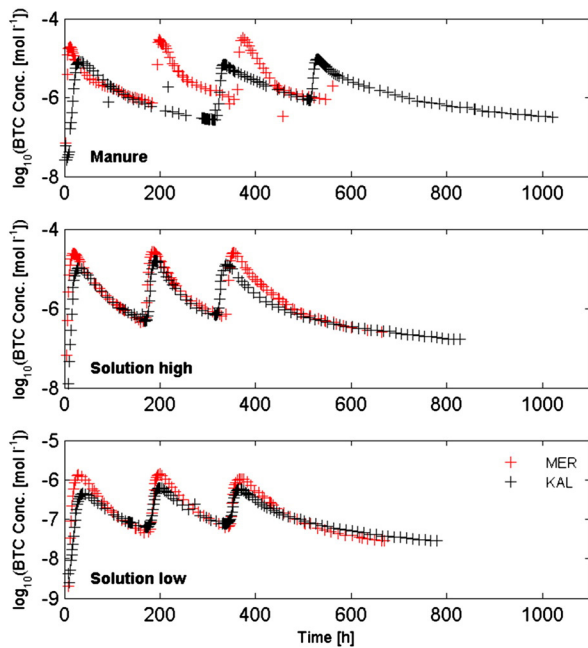 log10(BTC Conc. [mol l-1])
-4
-6
-8
Manure
0 200 400 600 800 1000
log10(BTC Conc. [mol l-1])
-4
-6
-8
Solution high
0 200 400 600 800 1000
log10(BTC Conc. [mol l-1])
-5
-6
-7
-8
-9
MER
KAL
Solution low
0 200 400 600 800 1000
Time [h]